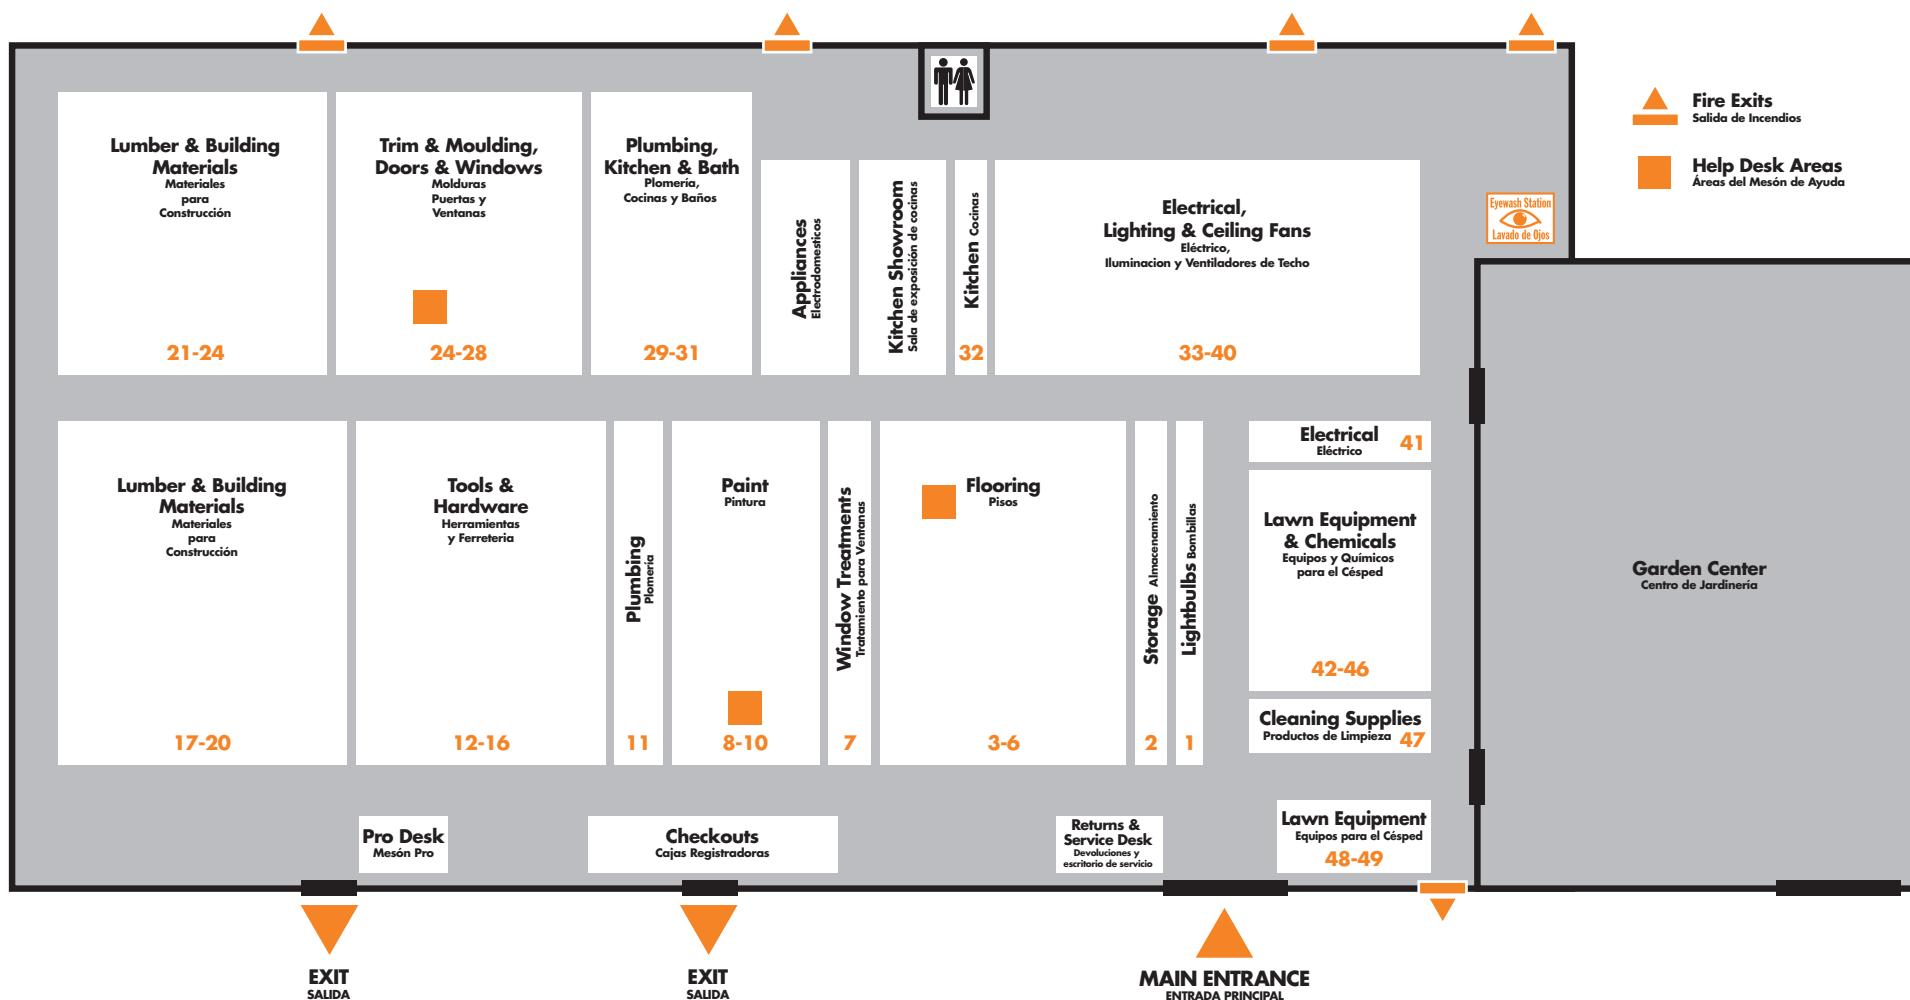 Fire Exits
Salida de Incendios
Help Desk Areas
Áreas del Mesón de Ayuda
Lumber & Building
Materials
Materiales
para
Construcción
21-24
Trim & Moulding,
Doors & Windows
Molduras
Puertas y
Ventanas
24-28
Plumbing,
Kitchen & Bath
Plomería,
Cocinas y Baños
29-31
Appliances
Electrodomesticos
Kitchen Showroom
Sala de exposición de cocinas
Kitchen Cocinas
32
Electrical,
Lighting & Ceiling Fans
Eléctrico,
Iluminacion y Ventiladores de Techo
33-40
Eyewash Station
Lavado de Ojos
Lumber & Building
Materials
Materiales
para
Construcción
17-20
Tools &
Hardware
Herramientas
y Ferreteria
12-16
Plumbing
Plomería
11
Paint
Pintura
8-10
Window Treatments
Tratamiento para Ventanas
7
Flooring
Pisos
3-6
Storage Almacenamiento
2
Lightbulbs Bombillas
1
Electrical
Eléctrico
41
Lawn Equipment
& Chemicals
Equipos y Químicos
para el Césped
42-46
Cleaning Supplies
Productos de Limpieza
47
Garden Center
Centro de Jardinería
Pro Desk
Mesón Pro
Checkouts
Cajas Registradoras
Returns &
Service Desk
Devoluciones y
escritorio de servicio
Lawn Equipment
Equipos para el Césped
48-49
EXIT
SALIDA
EXIT
SALIDA
MAIN ENTRANCE
ENTRADA PRINCIPAL